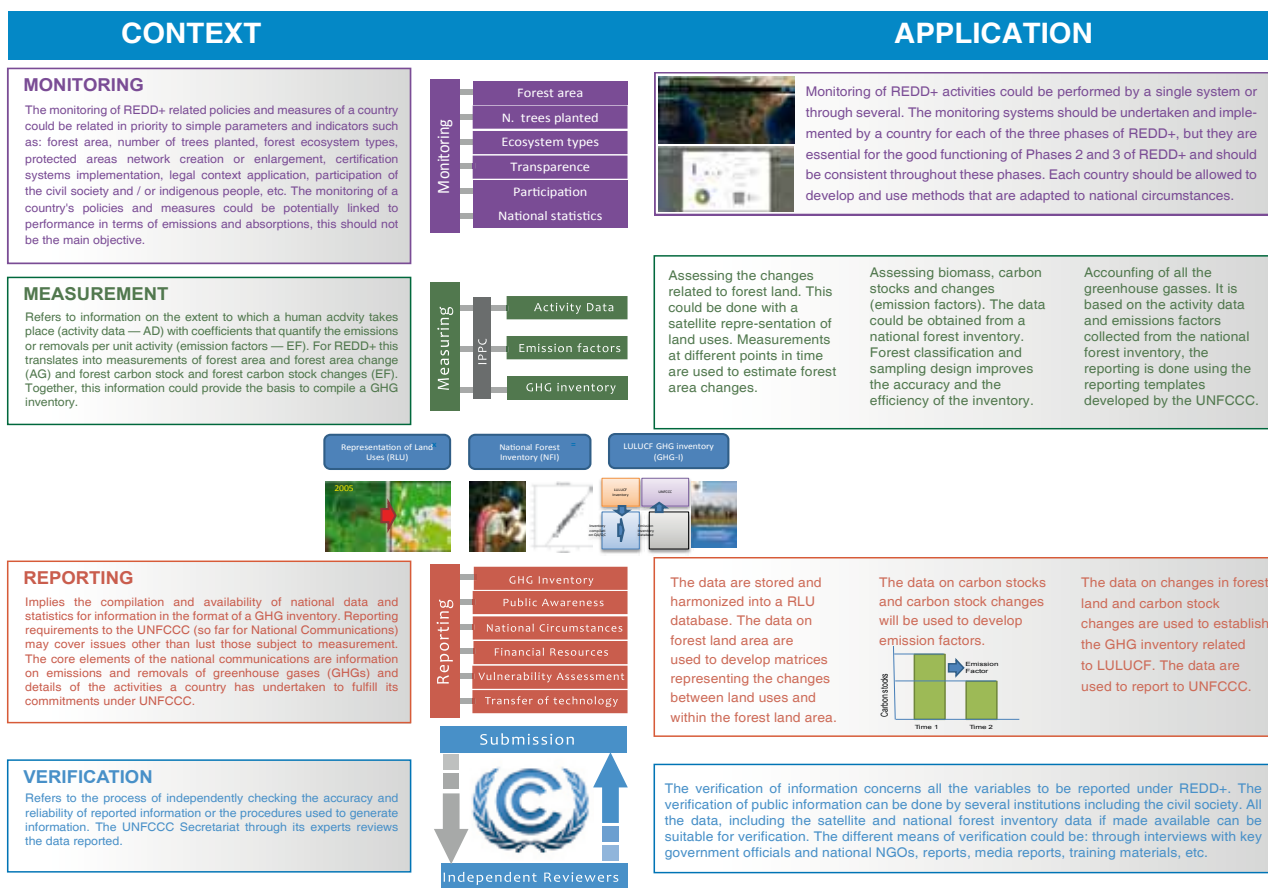 CONTEXT
APPLICATION
MONITORING
The monitoring of REDD+ related policies and measures of a country
could be related in priority to simple parameters and indicators such
as: forest area, number of trees planted, forest ecosystem types,
protected areas network creation or enlargement, certification
systems implementation, legal context application, participation of
the civil society and / or indigenous people, etc. The monitoring of a
country's policies and measures could be potentially linked to
performance in terms of emissions and absorptions, this should not
be the main objective.
Monitoring
Forest area
N. trees planted
Ecosystem types
Transparence
Participation
National statistics
Monitoring of REDD+ activities could be performed by a single system or
through several. The monitoring systems should be undertaken and imple-
mented by a country for each of the three phases of REDD+, but they are
essential for the good functioning of Phases 2 and 3 of REDD+ and should
be consistent throughout these phases. Each country should be allowed to
develop and use methods that are adapted to national circumstances.
MEASUREMENT
Refers to information on the extent to which a human acdvity takes
place (activity data — AD) with coefficients that quantify the emissions
or removals per unit activity (emission factors — EF). For REDD+ this
translates into measurements of forest area and forest area change
(AG) and forest carbon stock and forest carbon stock changes (EF).
Together, this information could provide the basis to compile a GHG
inventory.
Measuring
IPPC
Activity Data
Emission factors
GHG inventory
Assessing the changes
related to forest land. This
could be done with a
satellite repre-sentation of
land uses. Measurements
at different points in time
are used to estimate forest
area changes.
Assessing biomass, carbon
stocks and changes
(emission factors). The data
could be obtained from a
national forest inventory.
Forest classification and
sampling design improves
the accuracy and the
efficiency of the inventory.
Accounfing of all the
greenhouse gasses. It is
based on the activity data
and emissions factors
collected from the national
forest inventory, the
reporting is done using the
reporting templates
developed by the UNFCCC.
Representation of Land
Uses (RLU)
National Forest
Inventory (NFI)
LULUCF GHG inventory
(GHG-I)
2005
LULUCF
Inventory
REPORTING
Implies the compilation and availability of national data and
statistics for information in the format of a GHG inventory. Reporting
requirements to the UNFCCC (so far for National Communications)
may cover issues other than lust those subject to measurement.
The core elements of the national communications are information
on emissions and removals of greenhouse gases (GHGs) and
details of the activities a country has undertaken to fulfill its
commitments under UNFCCC.
Reporting
GHG Inventory
Public Awareness
National Circumstances
Financial Resources
Vulnerability Assessment
Transfer of technology
The data are stored and
harmonized into a RLU
database. The data on
forest land area are
used to develop matrices
representing the changes
between land uses and
within the forest land area.
The data on carbon stocks
and carbon stock changes
will be used to develop
emission factors.
Carbon stocks
Emission
Factor
Time 1
Time 2
The data on changes in forest
land and carbon stock
changes are used to establish
the GHG inventory related
to LULUCF. The data are
used to report to UNFCCC.
Submission
Independent Reviewers
VERIFICATION
Refers to the process of independently checking the accuracy and
reliability of reported information or the procedures used to generate
information. The UNFCCC Secretariat through its experts reviews
the data reported.
The verification of information concerns all the variables to be reported under REDD+. The
verification of public information can be done by several institutions including the civil society. All
the data, including the satellite and national forest inventory data if made available can be
suitable for verification. The different means of verification could be: through interviews with key
government officials and national NGOs, reports, media reports, training materials, etc.